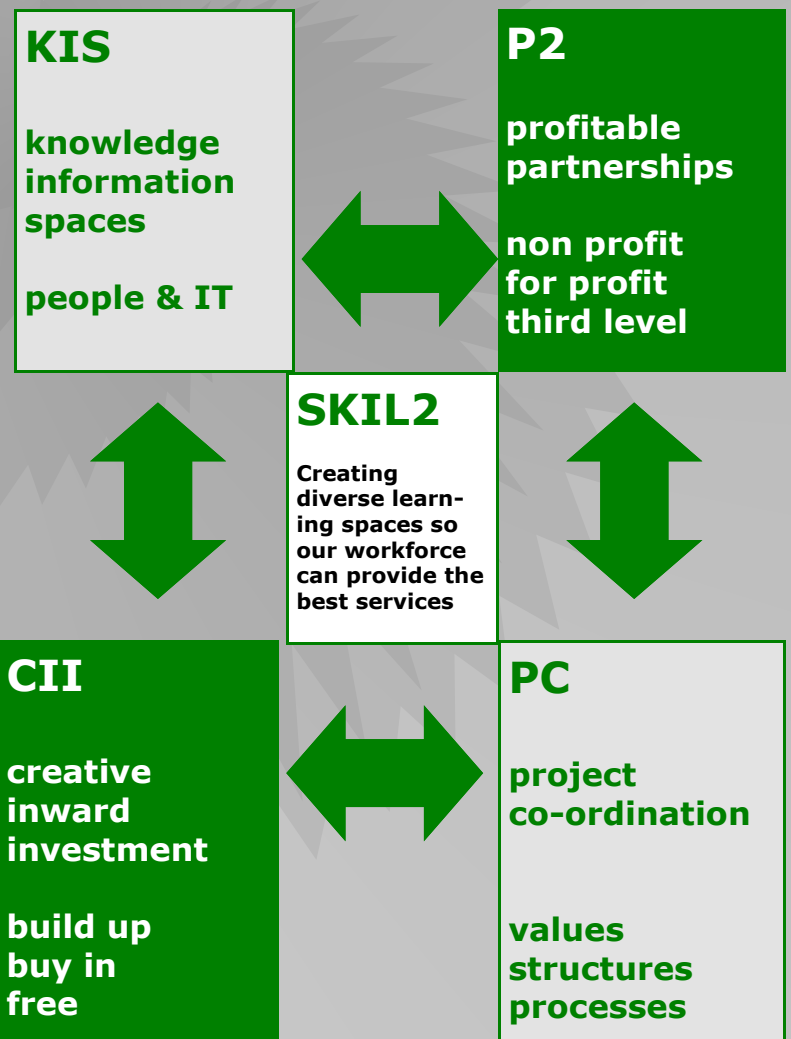 KIS
knowledge
information
spaces
people & IT
P2
profitable
partnerships
non profit
for profit
third level
SKIL2
Creating
diverse learn-
ing spaces so
our workforce
can provide the
best services
CII
creative
inward
investment
build up
buy in
free
PC
project
co-ordination
values
structures
processes